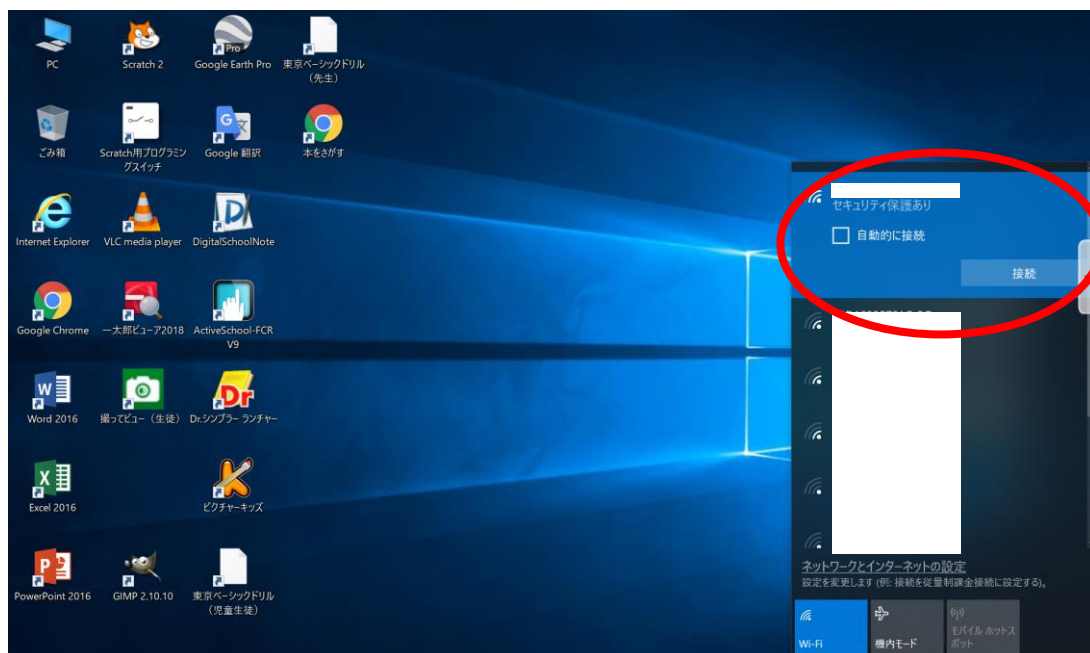 PC
Scratch 2
Pro
Google Earth Pro
東京ベーシックドリル
（先生）
ごみ箱
Scratch用プログラミン
グスイッチ
Google 翻訳
本をさがす
Internet Explorer
VLC media player
DigitalSchoolNote
Google Chrome
一太郎ビューア2018
ActiveSchool-FCR
V9
Word 2016
撮ってビュー（生徒）
Dr
Dr.シンプラー ランチャー
Excel 2016
ピクチャーキッズ
PowerPoint 2016
GIMP 2.10.10
東京ベーシックドリル
（児童生徒）
セキュリティ保護あり
自動的に接続
接続
ネットワークとインターネットの設定
設定を変更します (例: 接続を従量制課金接続に設定する)。
Wi-Fi
機内モード
モバイル ホットス
ポット